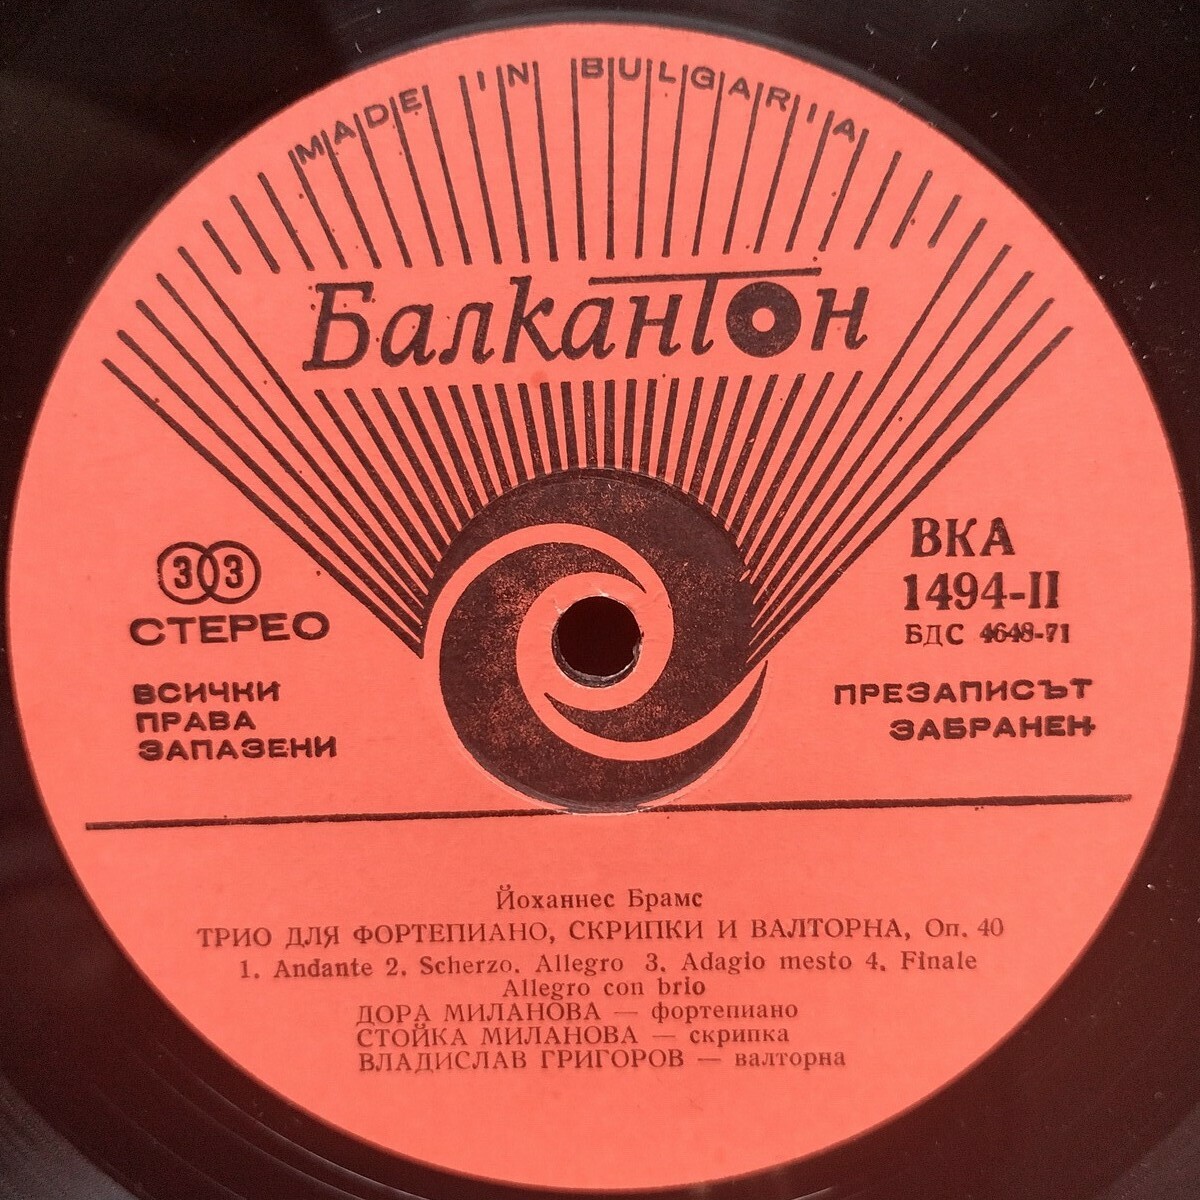 MADE IN BULGARIA
Балкантон
33
СТЕРЕО
ВСИЧКИ
ПРАВА
ЗАПАЗЕНИ
ВКА
1494-II
БДС 4648-71
ПРЕЗАПИСЪТ
ЗАБРАНЕН
Йоханнес Брамс
ТРИО ДЛЯ ФОРТЕПИАНО, СКРИПКИ И ВАЛТОРНА, Оп. 40
1. Andante 2. Scherzo. Allegro 3. Adagio mesto 4. Finale
Allegro con brio
ДОРА МИЛАНОВА — фортепиано
СТОЙКА МИЛАНОВА — скрипка
ВЛАДИСЛАВ ГРИГОРОВ — валторна